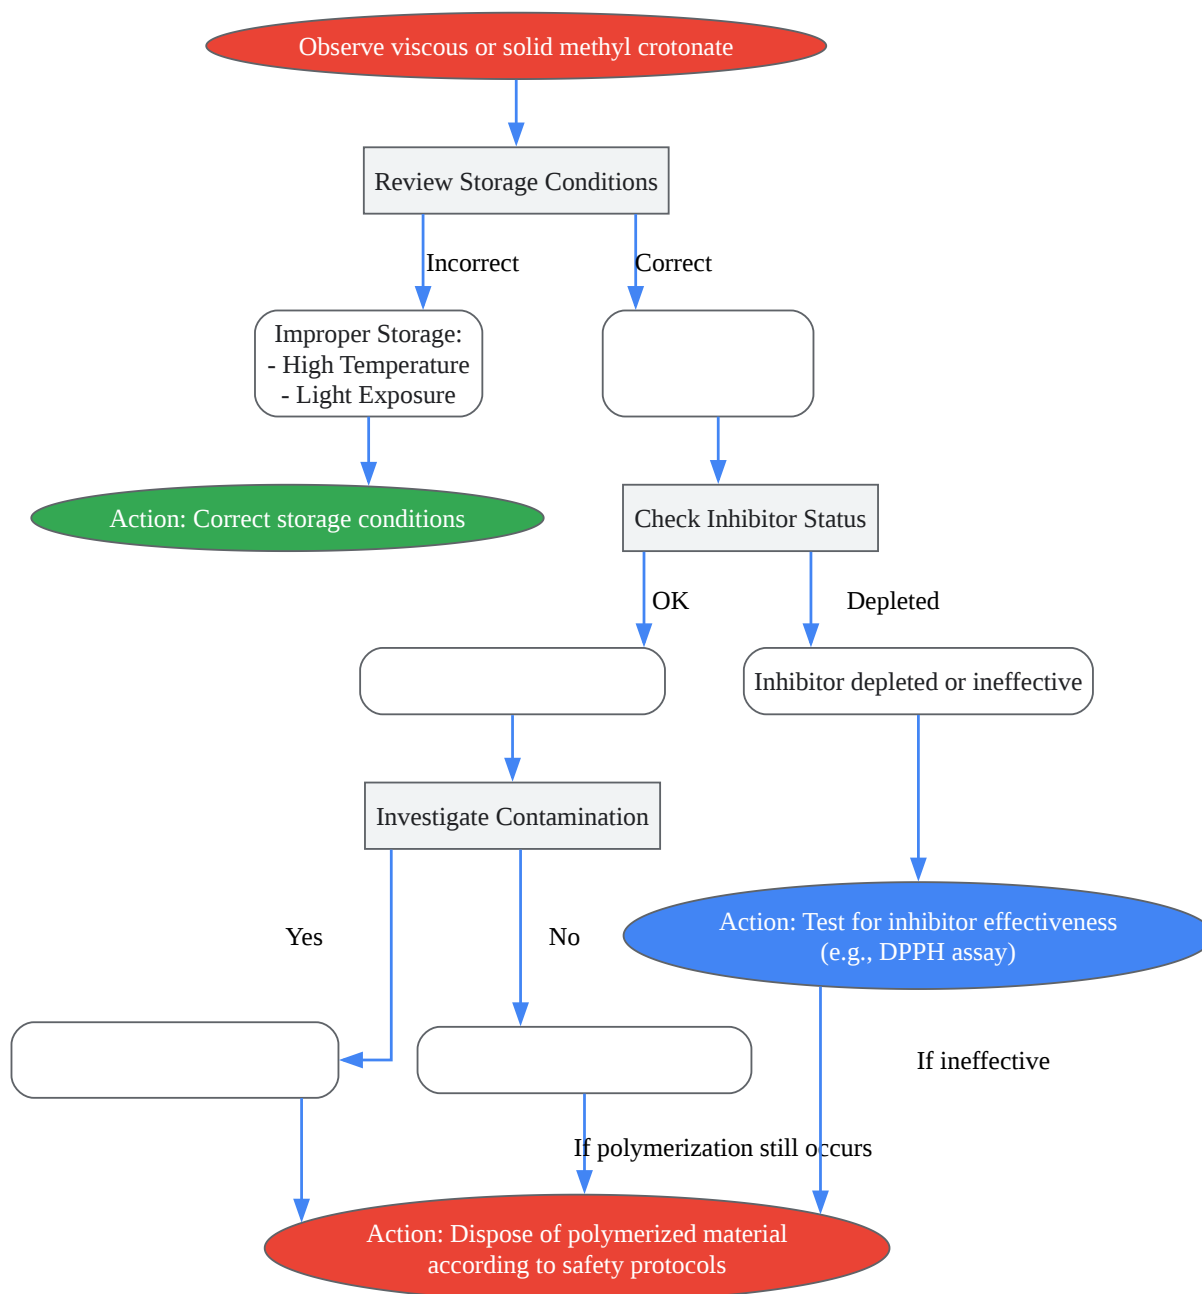 Observe viscous or solid methyl crotonate
Review Storage Conditions
Incorrect
Correct
Improper Storage:
- High Temperature
- Light Exposure
Action: Correct storage conditions
Check Inhibitor Status
OK
Depleted
Inhibitor depleted or ineffective
Investigate Contamination
Yes
No
Action: Test for inhibitor effectiveness
(e.g., DPPH assay)
If ineffective
If polymerization still occurs
Action: Dispose of polymerized material
according to safety protocols